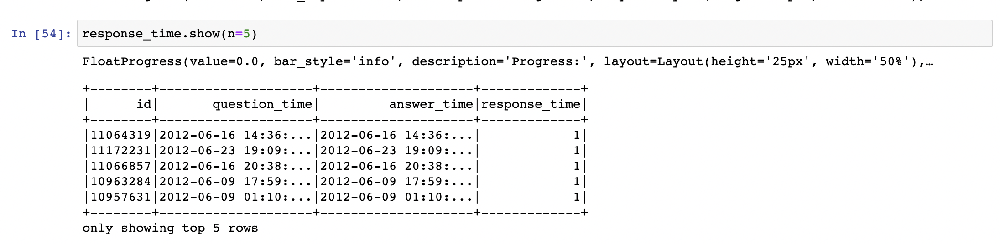 In [54]: response_time.show(n=5)
FloatProgress(value=0.0, bar_style='info', description='Progress:', layout=Layout(height='25px', width='50%'),…
+--------+--------------------+--------------------+-------------+
|      id|       question_time|         answer_time|response_time|
+--------+--------------------+--------------------+-------------+
|11064319|2012-06-16 14:36:...|2012-06-16 14:36:...|            1|
|11172231|2012-06-23 19:09:...|2012-06-23 19:09:...|            1|
|11066857|2012-06-16 20:38:...|2012-06-16 20:38:...|            1|
|10963284|2012-06-09 17:59:...|2012-06-09 17:59:...|            1|
|10957631|2012-06-09 01:10:...|2012-06-09 01:10:...|            1|
+--------+--------------------+--------------------+-------------+
only showing top 5 rows